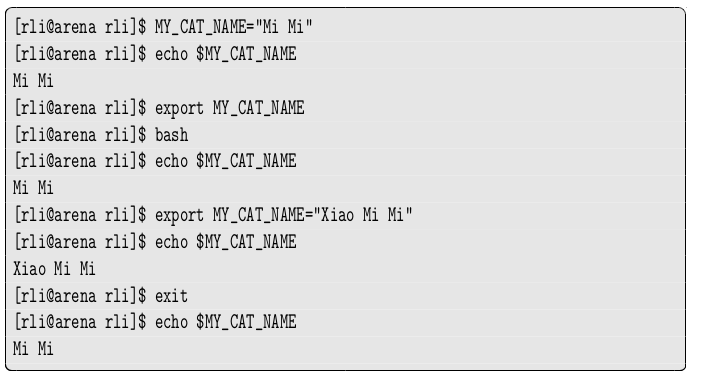 [rli@arena rli]$ MY_CAT_NAME="Mi Mi"
[rli@arena rli]$ echo $MY_CAT_NAME
Mi Mi
[rli@arena rli]$ export MY_CAT_NAME
[rli@arena rli]$ bash
[rli@arena rli]$ echo $MY_CAT_NAME
Mi Mi
[rli@arena rli]$ export MY_CAT_NAME="Xiao Mi Mi"
[rli@arena rli]$ echo $MY_CAT_NAME
Xiao Mi Mi
[rli@arena rli]$ exit
[rli@arena rli]$ echo $MY_CAT_NAME
Mi Mi